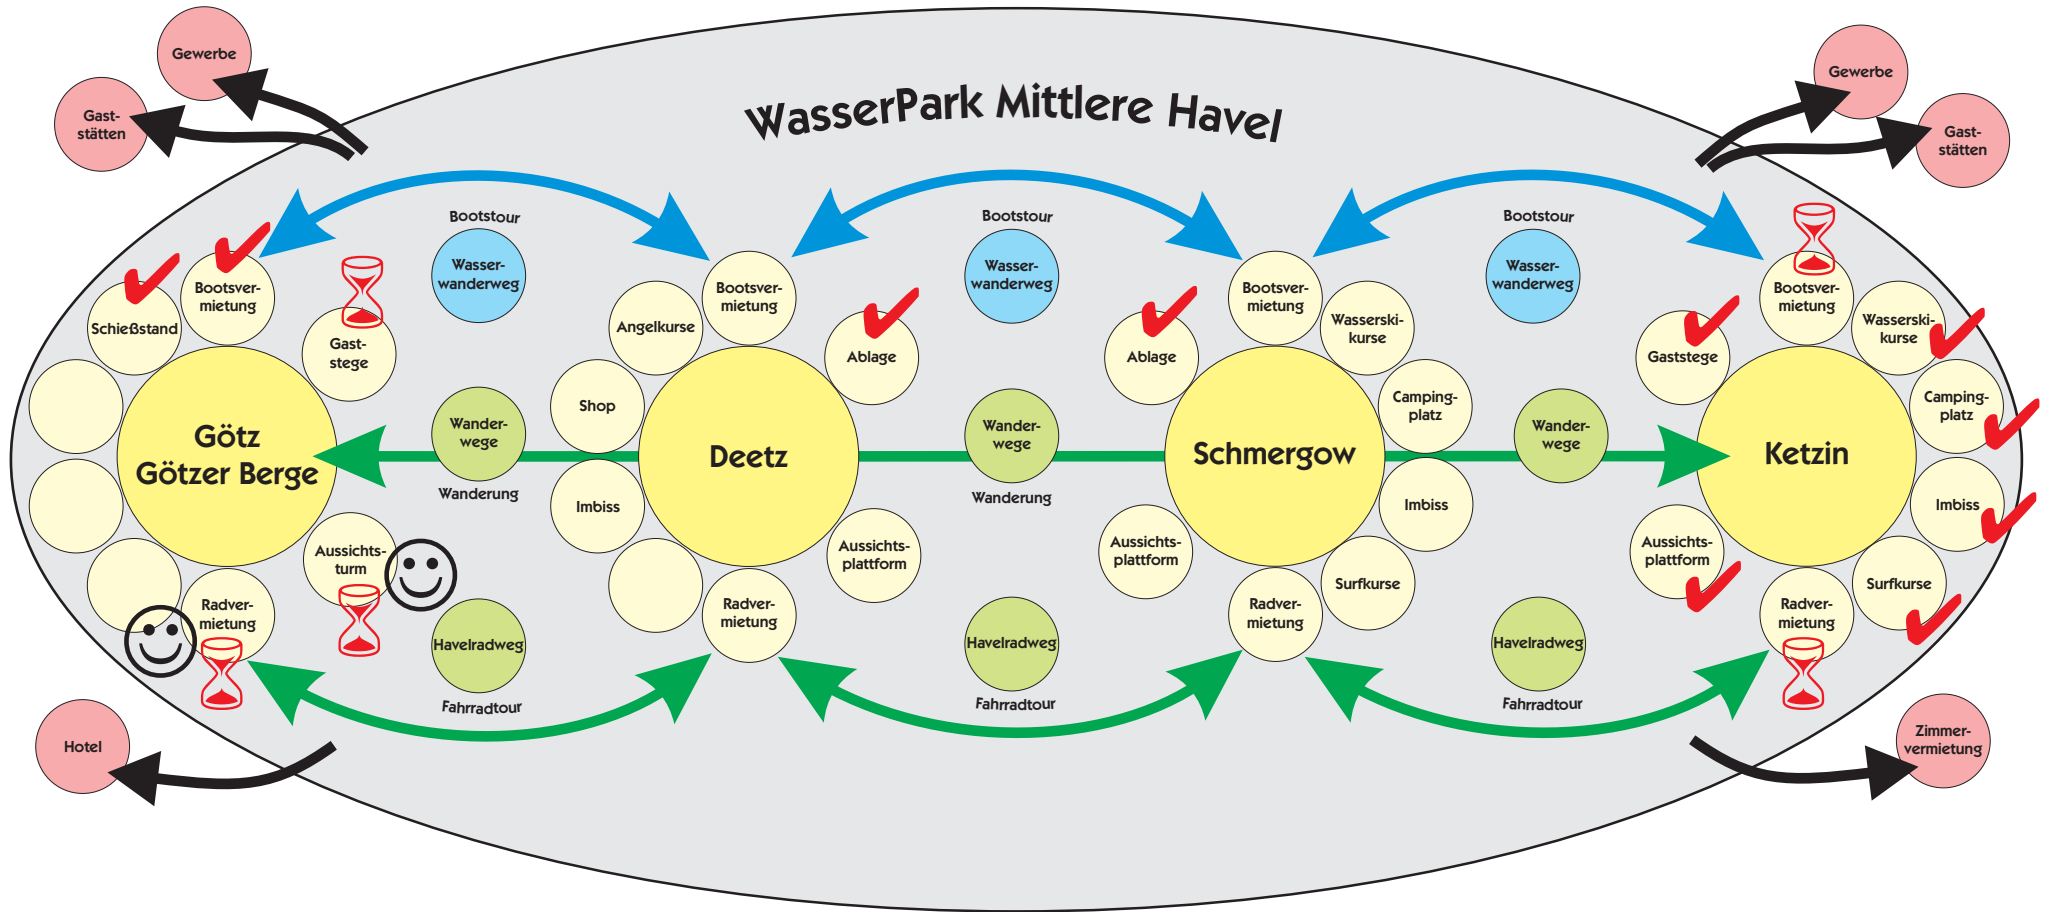 WasserPark Mittlere Havel
Gewerbe
Gast-
stätten
Gewerbe
Gast-
stätten
Bootstour
Wasser-
wanderweg
Bootstour
Wasser-
wanderweg
Bootstour
Wasser-
wanderweg
Schießstand
Bootsver-
mietung
Gast-
stege
Götz
Götzer Berge
Aussichts-
turm
Radver-
mietung
Wander-
wege
Wanderung
Havelradweg
Fahrradtour
Bootsver-
mietung
Angelkurse
Ablage
Shop
Deetz
Imbiss
Aussichts-
plattform
Radver-
mietung
Wander-
wege
Wanderung
Havelradweg
Fahrradtour
Bootsver-
mietung
Ablage
Wasserski-
kurse
Camping-
platz
Schmergow
Imbiss
Aussichts-
plattform
Surfkurse
Radver-
mietung
Wander-
wege
Havelradweg
Fahrradtour
Bootsver-
mietung
Gaststege
Wasserski-
kurse
Camping-
platz
Ketzin
Imbiss
Aussichts-
plattform
Surfkurse
Radver-
mietung
Hotel
Zimmer-
vermietung